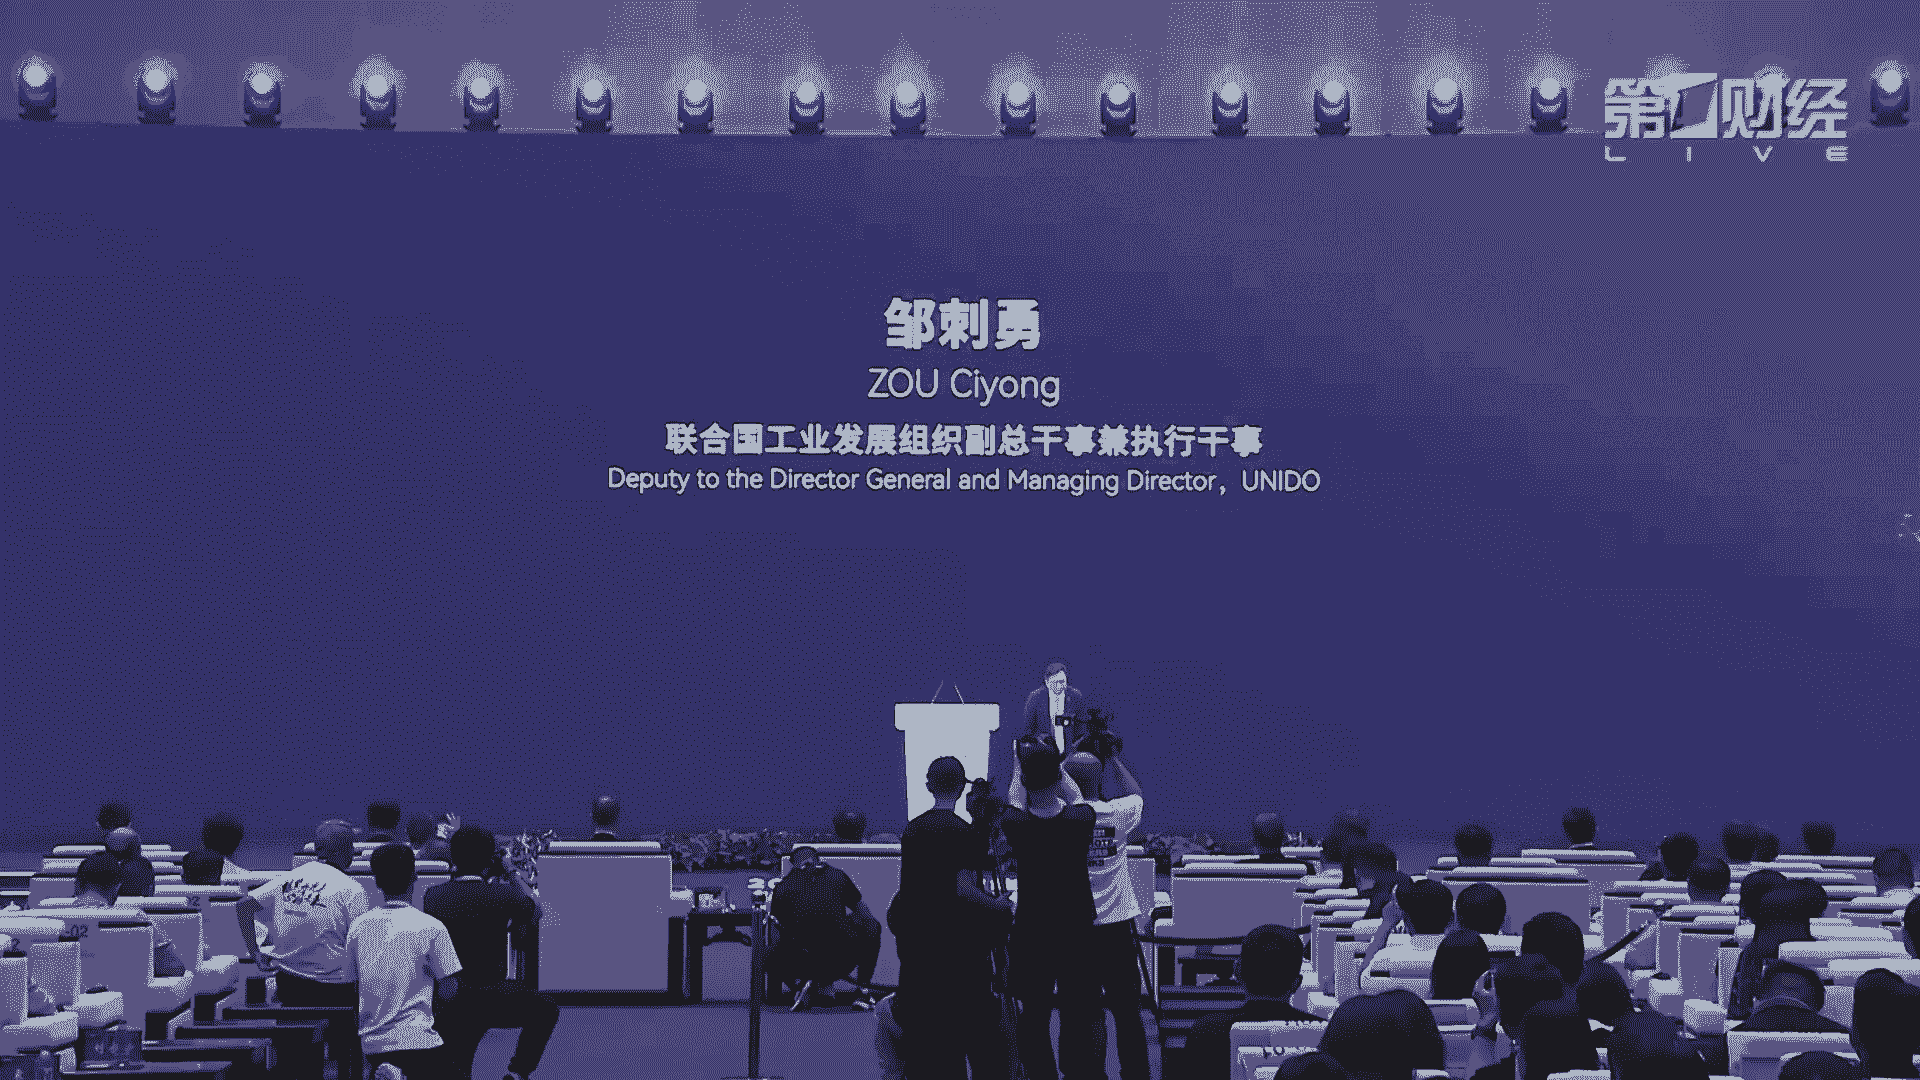 第1财经
LIVE
邹刺勇
ZOU Ciyong
联合国工业发展组织副总干事兼执行干事
Deputy to the Director General and Managing Director, UNIDO